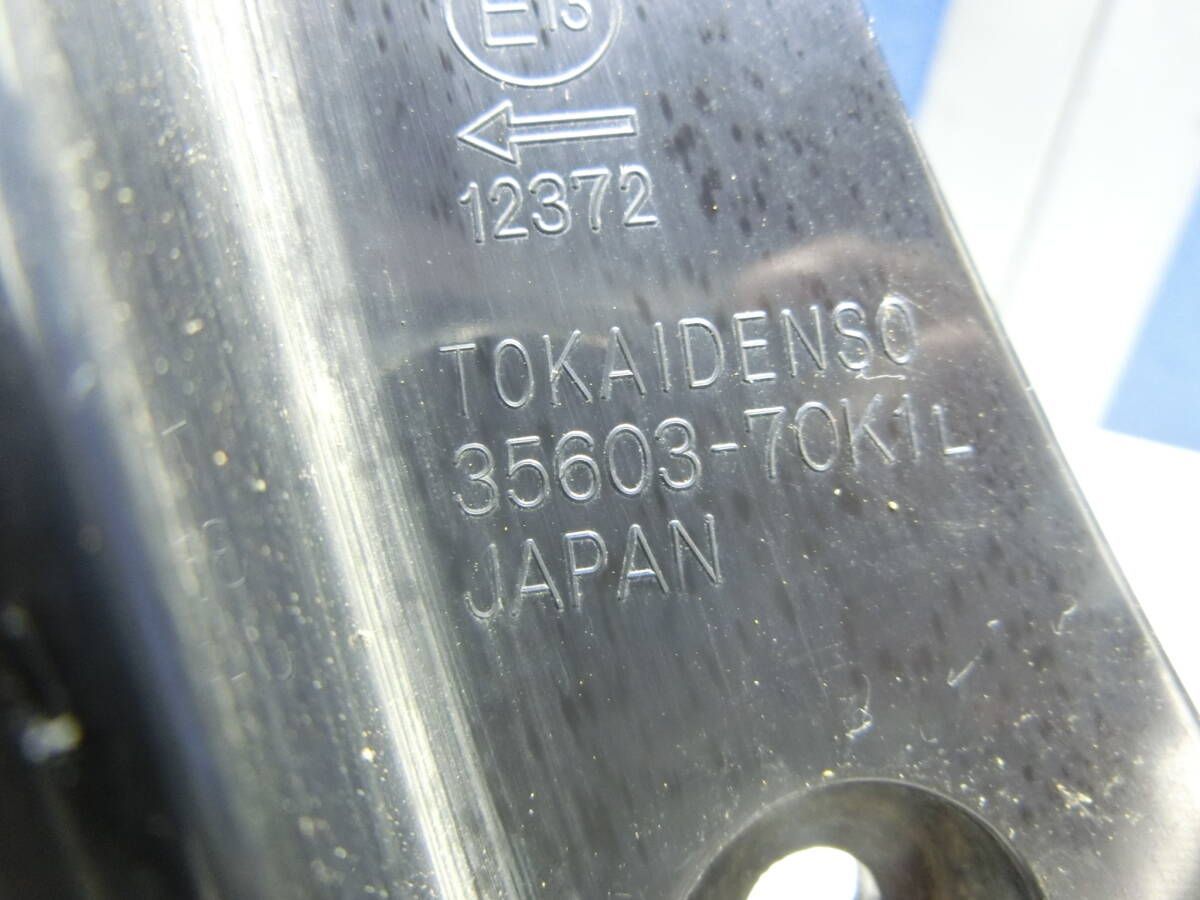 E13
12372
TOKAIDENSO
35603-70K1L
JAPAN